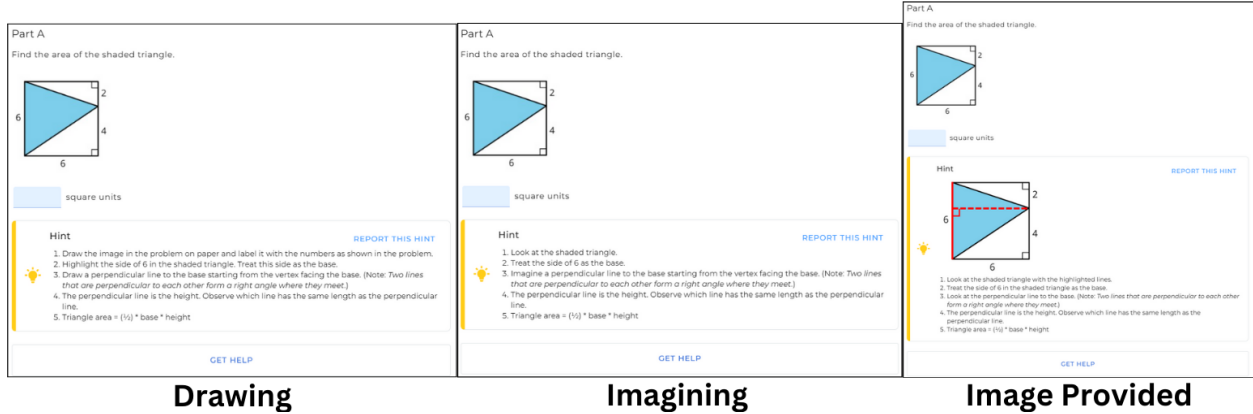 Part A
Find the area of the shaded triangle.
2
6
4
6
square units
Hint
REPORT THIS HINT
1. Draw the image in the problem on paper and label it with the numbers as shown in the problem.
2. Highlight the side of 6 in the shaded triangle. Treat this side as the base.
3. Draw a perpendicular line to the base starting from the vertex facing the base. (Note: Two lines
that are perpendicular to each other form a right angle where they meet.)
4. The perpendicular line is the height. Observe which line has the same length as the perpendicular
line.
5. Triangle area = (½) * base * height
GET HELP
Drawing
Part A
Find the area of the shaded triangle.
2
6
4
6
square units
Hint
REPORT THIS HINT
1. Look at the shaded triangle.
2. Treat the side of 6 as the base.
3. Imagine a perpendicular line to the base starting from the vertex facing the base. (Note: Two lines
that are perpendicular to each other form a right angle where they meet.)
4. The perpendicular line is the height. Observe which line has the same length as the perpendicular
line.
5. Triangle area = (½) * base * height
GET HELP
Imagining
Part A
Find the area of the shaded triangle.
2
6
4
6
square units
Hint
REPORT THIS HINT
2
6
4
6
1. Look at the shaded triangle with the highlighted lines.
2. Treat the side of 6 in the shaded triangle as the base.
3. Look at the perpendicular line to the base. (Note: Two lines that are perpendicular to each other
form a right angle where they meet.)
4. The perpendicular line is the height. Observe which line has the same length as the
perpendicular line.
5. Triangle area = (½) * base * height
GET HELP
Image Provided